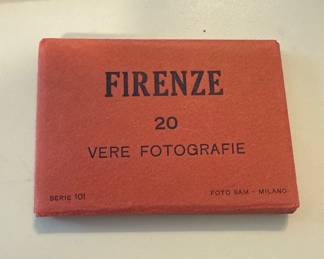 FIRENZE
20
VERE FOTOGRAFIE
SERIE 101 FOTO SAM - MILANO